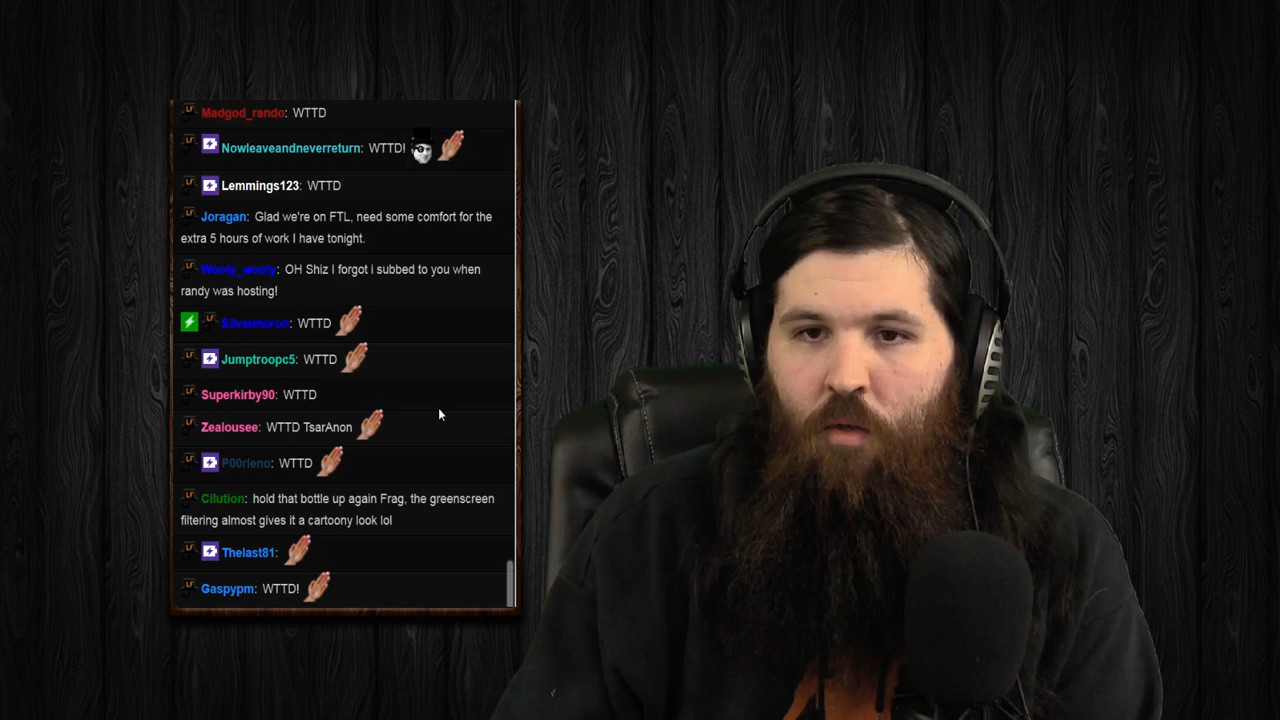 Madgod_rando: WTTD
Nowleaveandneverreturn: WTTD!
Lemmings123: WTTD
Joragan: Glad we're on FTL, need some comfort for the
extra 5 hours of work I have tonight.
Wooty_wooty: OH Shiz I forgot i subbed to you when
randy was hosting!
Silvermoron: WTTD
Jumptroopc5: WTTD
Superkirby90: WTTD
Zealousee: WTTD TsarAnon
P00rleno: WTTD
Cilution: hold that bottle up again Frag, the greenscreen
filtering almost gives it a cartoony look lol
Thelast81:
Gaspypm: WTTD!